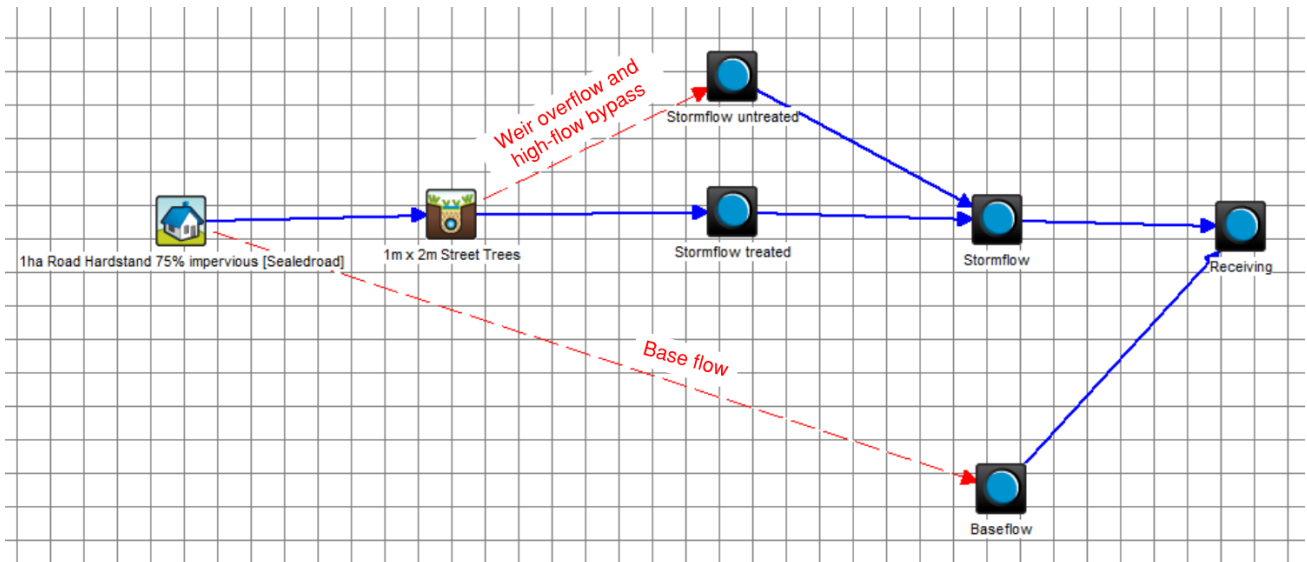 Weir overflow and
high-flow bypass
Stormflow untreated
1ha Road Hardstand 75% impervious [Sealedroad]
1m x 2m Street Trees
Stormflow treated
Stormflow
Receiving
Base flow
Baseflow